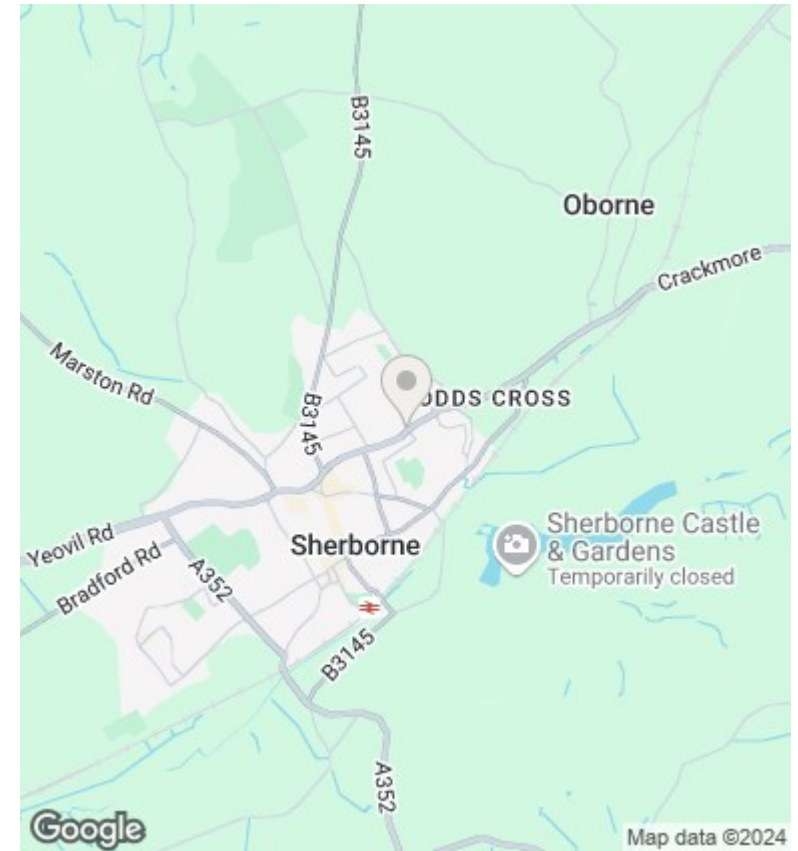 B3145
Oborne
Crackmore
Marston Rd
ODDS CROSS
B3145
Yeovil Rd
Bradford Rd
Sherborne
Sherborne Castle
& Gardens
Temporarily closed
A352
B3145
A352
Google
Map data ©2024